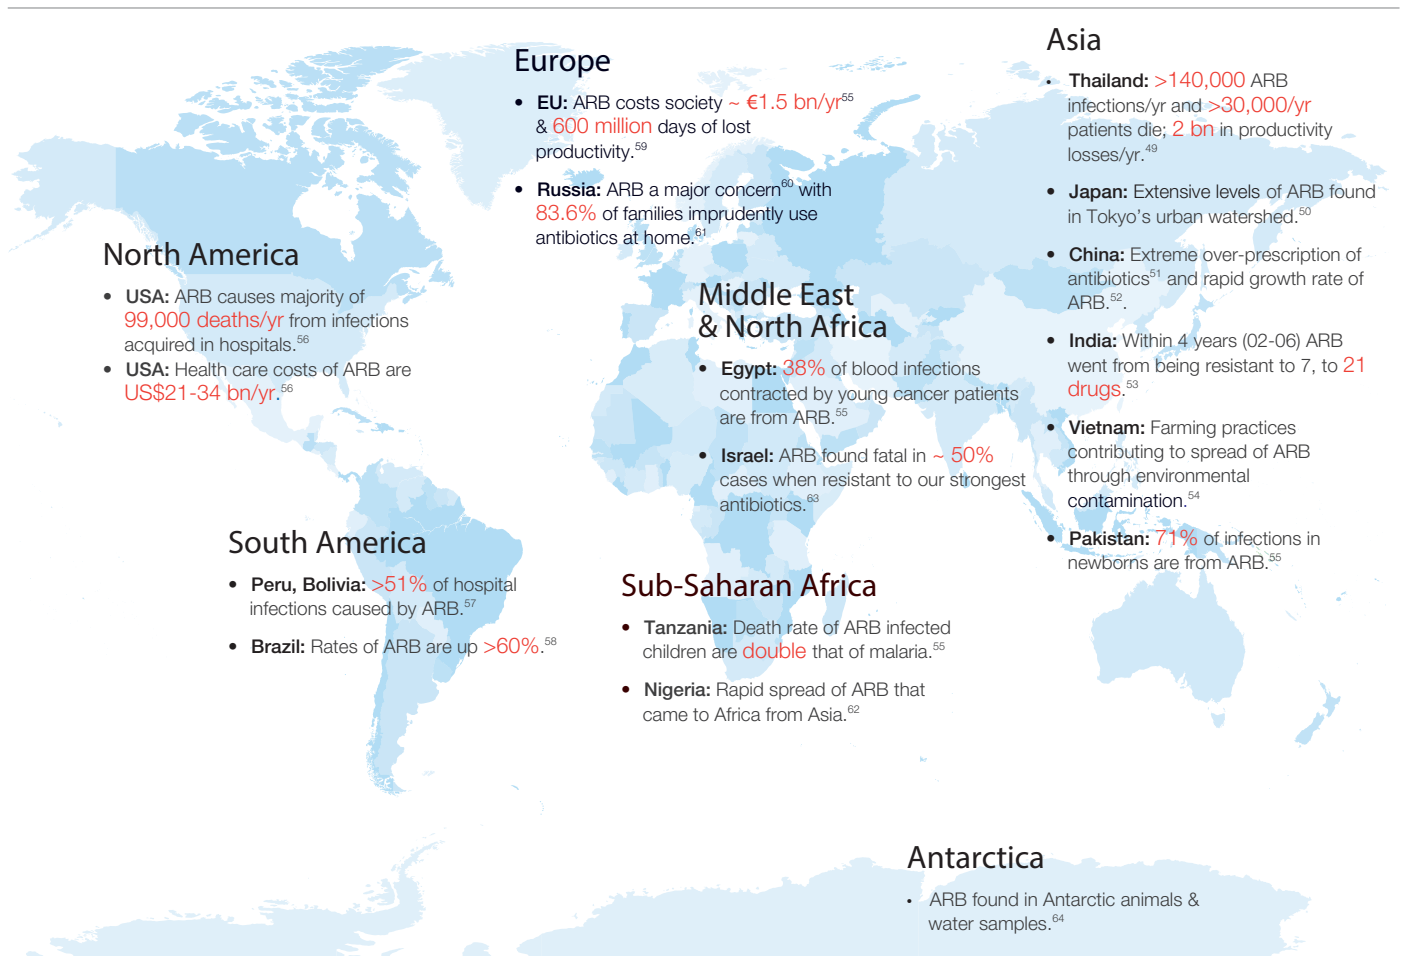 Europe
• EU: ARB costs society ~ €1.5 bn/yr55
& 600 million days of lost
productivity.59
• Russia: ARB a major concern60 with
83.6% of families imprudently use
antibiotics at home.61
Asia
• Thailand: >140,000 ARB
infections/yr and >30,000/yr
patients die; 2 bn in productivity
losses/yr.49
• Japan: Extensive levels of ARB found
in Tokyo's urban watershed.50
• China: Extreme over-prescription of
antibiotics51 and rapid growth rate of
ARB.52.
• India: Within 4 years (02-06) ARB
went from being resistant to 7, to 21
drugs.53
• Vietnam: Farming practices
contributing to spread of ARB
through environmental
contamination.54
• Pakistan: 71% of infections in
newborns are from ARB.55
North America
• USA: ARB causes majority of
99,000 deaths/yr from infections
acquired in hospitals.56
• USA: Health care costs of ARB are
US$21-34 bn/yr.56
Middle East
& North Africa
• Egypt: 38% of blood infections
contracted by young cancer patients
are from ARB.55
• Israel: ARB found fatal in ~ 50%
cases when resistant to our strongest
antibiotics.63
South America
• Peru, Bolivia: >51% of hospital
infections caused by ARB.57
• Brazil: Rates of ARB are up >60%.58
Sub-Saharan Africa
• Tanzania: Death rate of ARB infected
children are double that of malaria.55
• Nigeria: Rapid spread of ARB that
came to Africa from Asia.62
Antarctica
• ARB found in Antarctic animals &
water samples.64